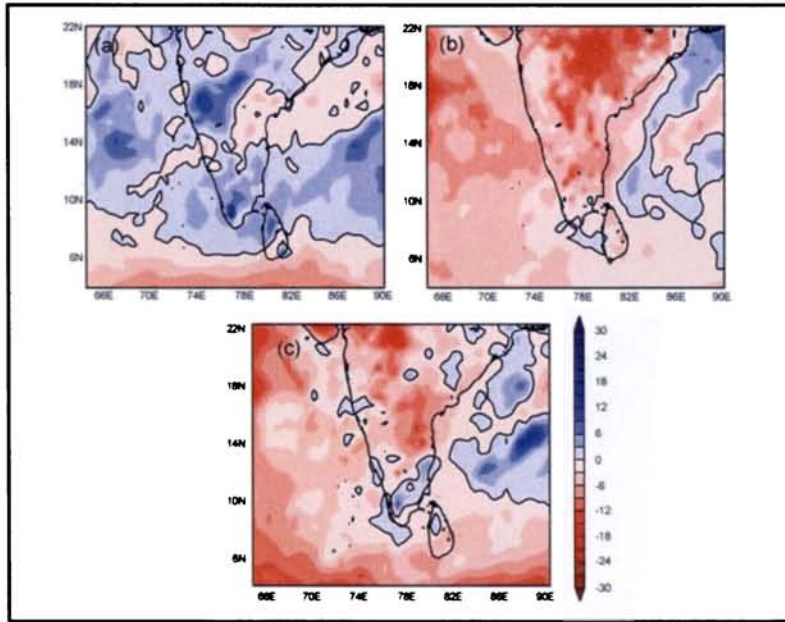 22N
(a)
18N
14N
10N
6N
66E 70E 74E 78E 82E 86E 90E
22N
(b)
18N
14N
10N
6N
66E 70E 74E 78E 82E 86E 90E
22N
(c)
18N
14N
10N
6N
66E 70E 74E 78E 82E 86E 90E
30
24
18
12
6
0
-6
-12
-18
-24
-30